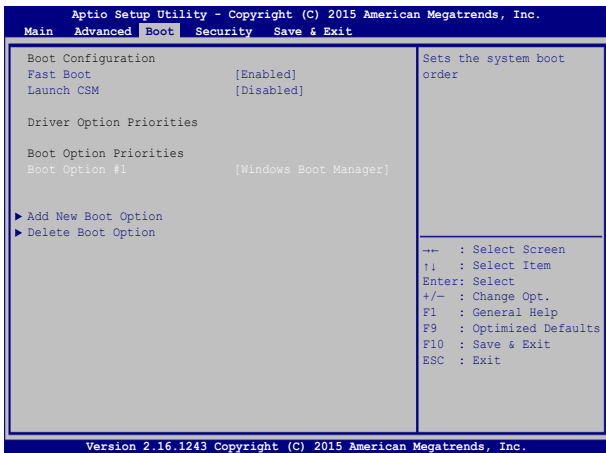 Aptio Setup Utility - Copyright (C) 2015 American Megatrends, Inc.
Main Advanced Boot Security Save & Exit
Boot Configuration
Fast Boot [Enabled]
Launch CSM [Disabled]
Driver Option Priorities
Boot Option Priorities
Boot Option #1 [Windows Boot Manager]
▶ Add New Boot Option
▶ Delete Boot Option
Sets the system boot
order
→← : Select Screen
↑↓ : Select Item
Enter: Select
+/— : Change Opt.
F1 : General Help
F9 : Optimized Defaults
F10 : Save & Exit
ESC : Exit
Version 2.16.1243 Copyright (C) 2015 American Megatrends, Inc.